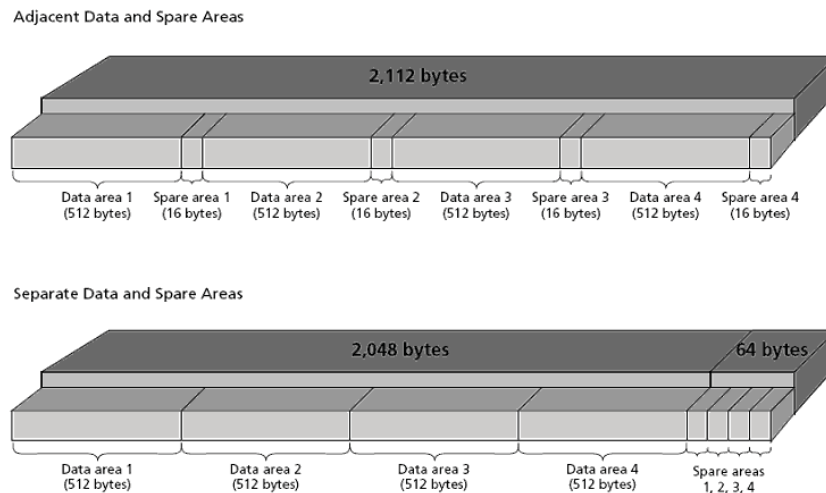 Adjacent Data and Spare Areas
2,112 bytes
Data area 1
(512 bytes)
Spare area 1
(16 bytes)
Data area 2
(512 bytes)
Spare area 2
(16 bytes)
Data area 3
(512 bytes)
Spare area 3
(16 bytes)
Data area 4
(512 bytes)
Spare area 4
(16 bytes)
Separate Data and Spare Areas
2,048 bytes
64 bytes
Data area 1
(512 bytes)
Data area 2
(512 bytes)
Data area 3
(512 bytes)
Data area 4
(512 bytes)
Spare areas
1, 2, 3, 4